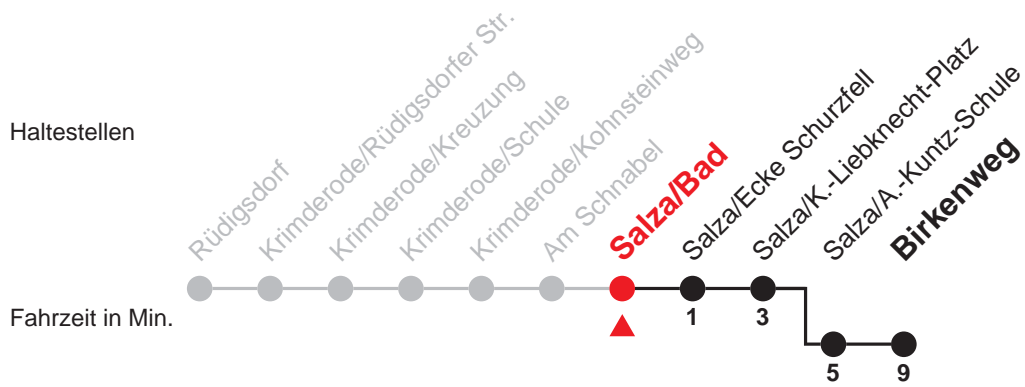 Haltestellen
Rüdigsdorf
Krimderode/Rüdigsdorfer Str.
Krimderode/Kreuzung
Krimderode/Schule
Krimderode/Kohnsteinweg
Am Schnabel
Salza/Bad
Salza/Ecke Schurzfell
Salza/K.-Liebknecht-Platz
Salza/A.-Kuntz-Schule
Birkenweg
Fahrzeit in Min.
1
3
5
9